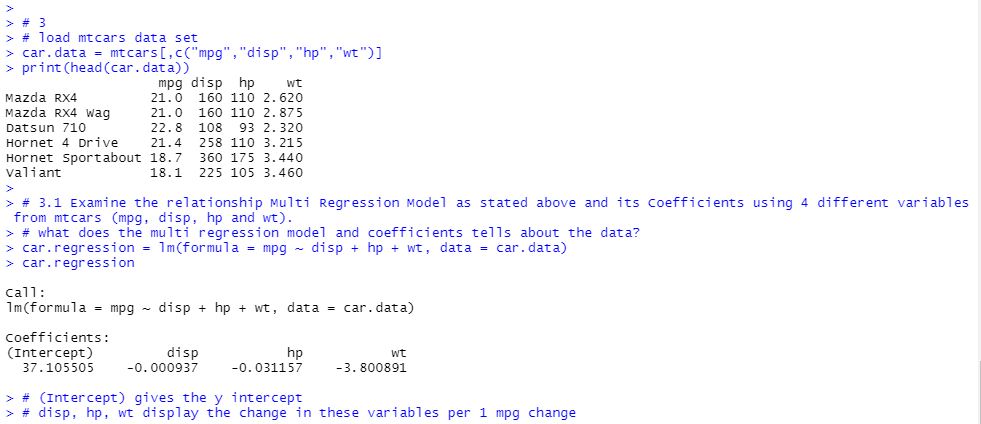 >
> # 3
> # load mtcars data set
> car.data = mtcars[,c("mpg","disp","hp","wt")]
> print(head(car.data))
                   mpg disp  hp    wt
Mazda RX4         21.0  160 110 2.620
Mazda RX4 Wag     21.0  160 110 2.875
Datsun 710        22.8  108  93 2.320
Hornet 4 Drive    21.4  258 110 3.215
Hornet Sportabout 18.7  360 175 3.440
Valiant           18.1  225 105 3.460
>
> # 3.1 Examine the relationship Multi Regression Model as stated above and its Coefficients using 4 different variables
 from mtcars (mpg, disp, hp and wt).
> # what does the multi regression model and coefficients tells about the data?
> car.regression = lm(formula = mpg ~ disp + hp + wt, data = car.data)
> car.regression

Call:
lm(formula = mpg ~ disp + hp + wt, data = car.data)

Coefficients:
(Intercept)         disp           hp           wt
  37.105505    -0.000937    -0.031157    -3.800891

> # (Intercept) gives the y intercept
> # disp, hp, wt display the change in these variables per 1 mpg change